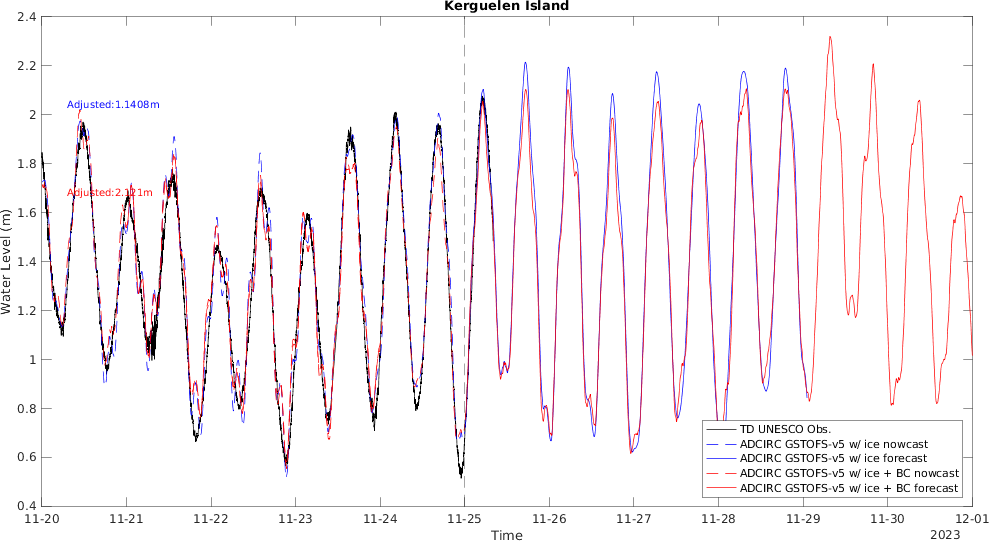 Kerguelen Island
2.4
2.2
2
1.8
1.6
1.4
1.2
1
0.8
0.6
0.4
Water Level (m)
Adjusted:1.1408m
Adjusted:2.1121m
TD UNESCO Obs.
ADCIRC GSTOFS-v5 w/ ice nowcast
ADCIRC GSTOFS-v5 w/ ice forecast
ADCIRC GSTOFS-v5 w/ ice + BC nowcast
ADCIRC GSTOFS-v5 w/ ice + BC forecast
11-20 11-21 11-22 11-23 11-24 11-25 11-26 11-27 11-28 11-29 11-30 12-01
Time
2023